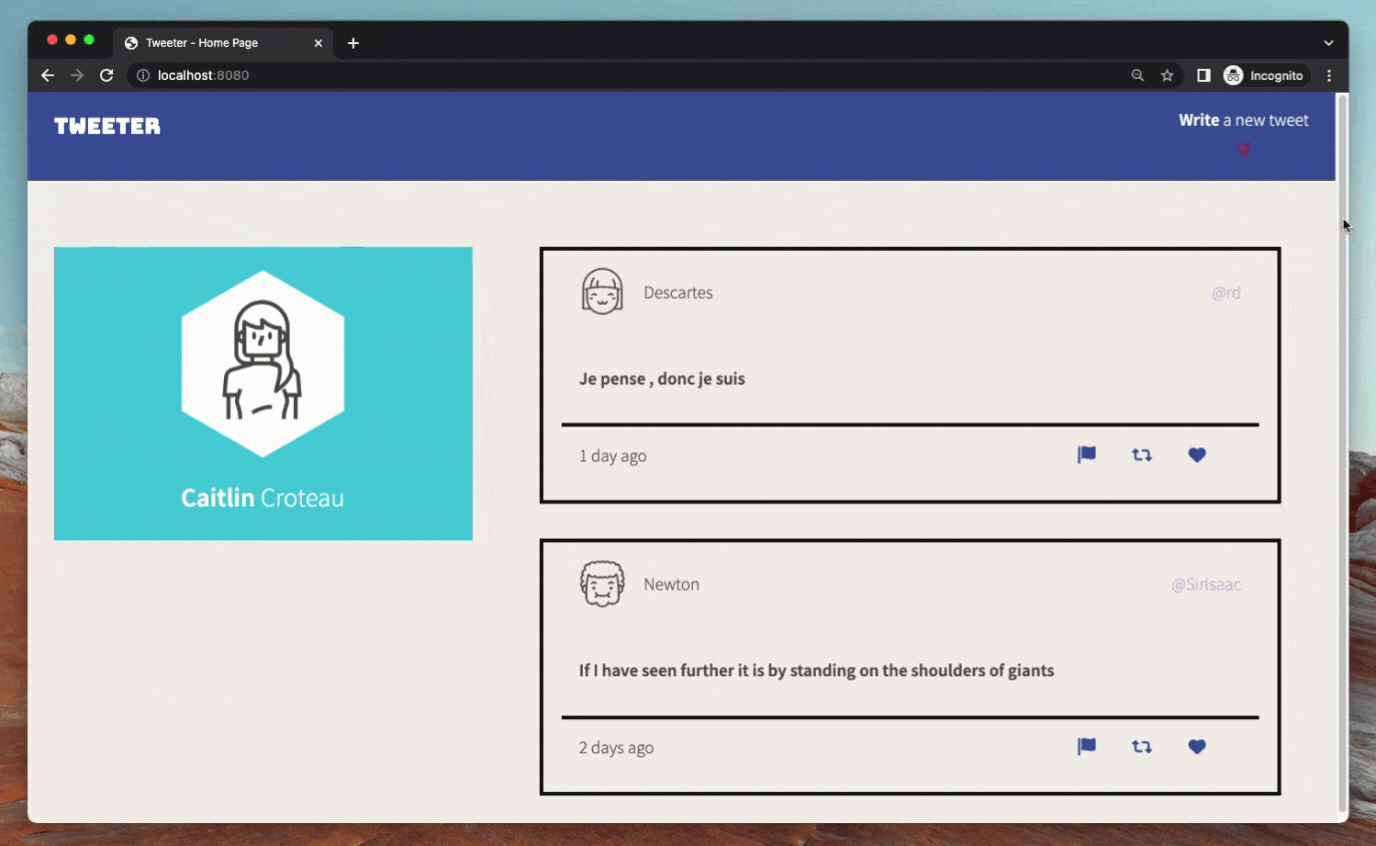 Tweeter - Home Page
localhost:8080
Incognito
TWEETER
Write a new tweet
Caitlin Croteau
Descartes
@rd
Je pense , donc je suis
1 day ago
Newton
@SirIsaac
If I have seen further it is by standing on the shoulders of giants
2 days ago